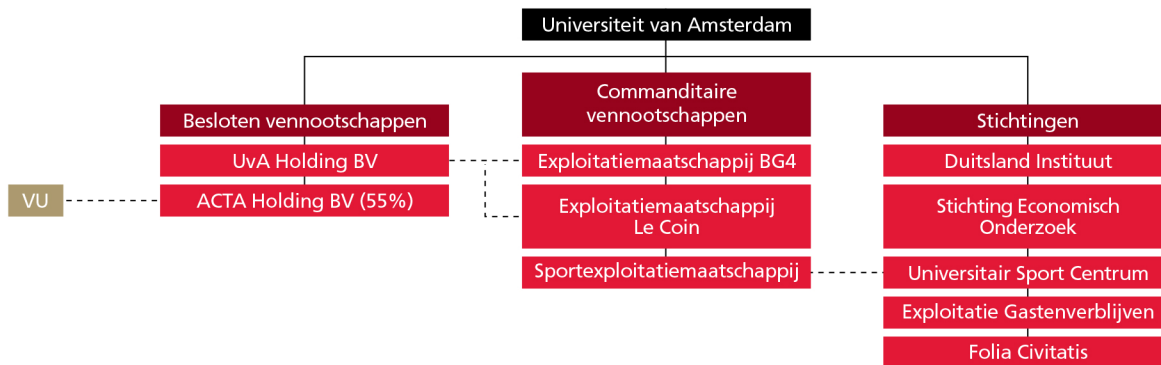 Universiteit van Amsterdam
Besloten vennootschappen
UvA Holding BV
ACTA Holding BV (55%)
VU
Commanditaire
vennootschappen
Exploitatiemaatschappij BG4
Exploitatiemaatschappij
Le Coin
Sportexploitatiemaatschappij
Stichtingen
Duitsland Instituut
Stichting Economisch
Onderzoek
Universitair Sport Centrum
Exploitatie Gastenverblijven
Folia Civitatis